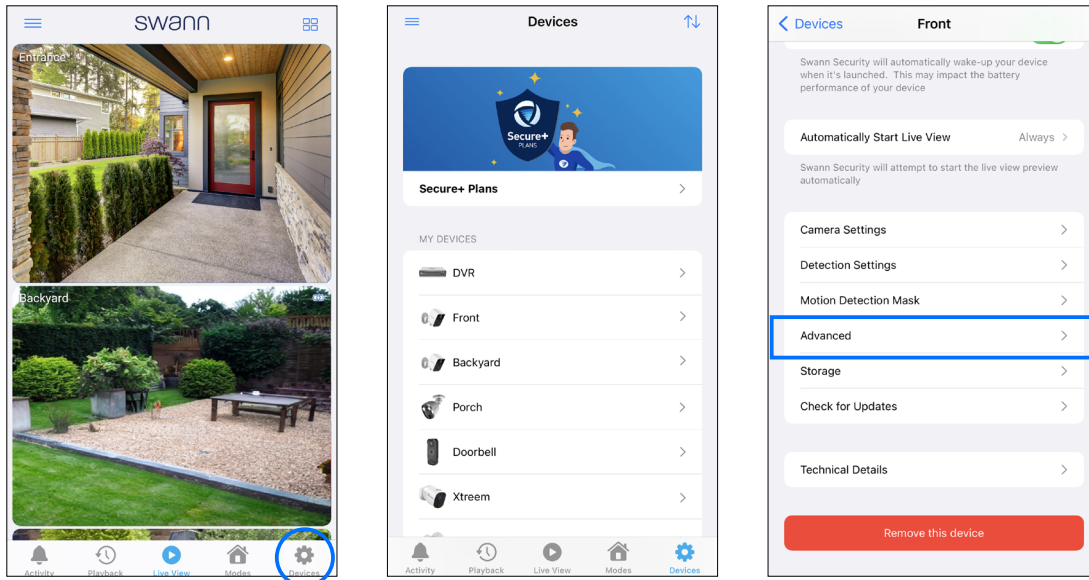 swann
Entrance
Backyard
Activity
Playback
Live View
Modes
Devices
Devices
Secure+
PLANS
Secure+ Plans
MY DEVICES
DVR
Front
Backyard
Porch
Doorbell
Xtreem
Activity
Playback
Live View
Modes
Devices
Devices
Front
Swann Security will automatically wake-up your device
when it's launched. This may impact the battery
performance of your device
Automatically Start Live View Always
Swann Security will attempt to start the live view preview
automatically
Camera Settings
Detection Settings
Motion Detection Mask
Advanced
Storage
Check for Updates
Technical Details
Remove this device